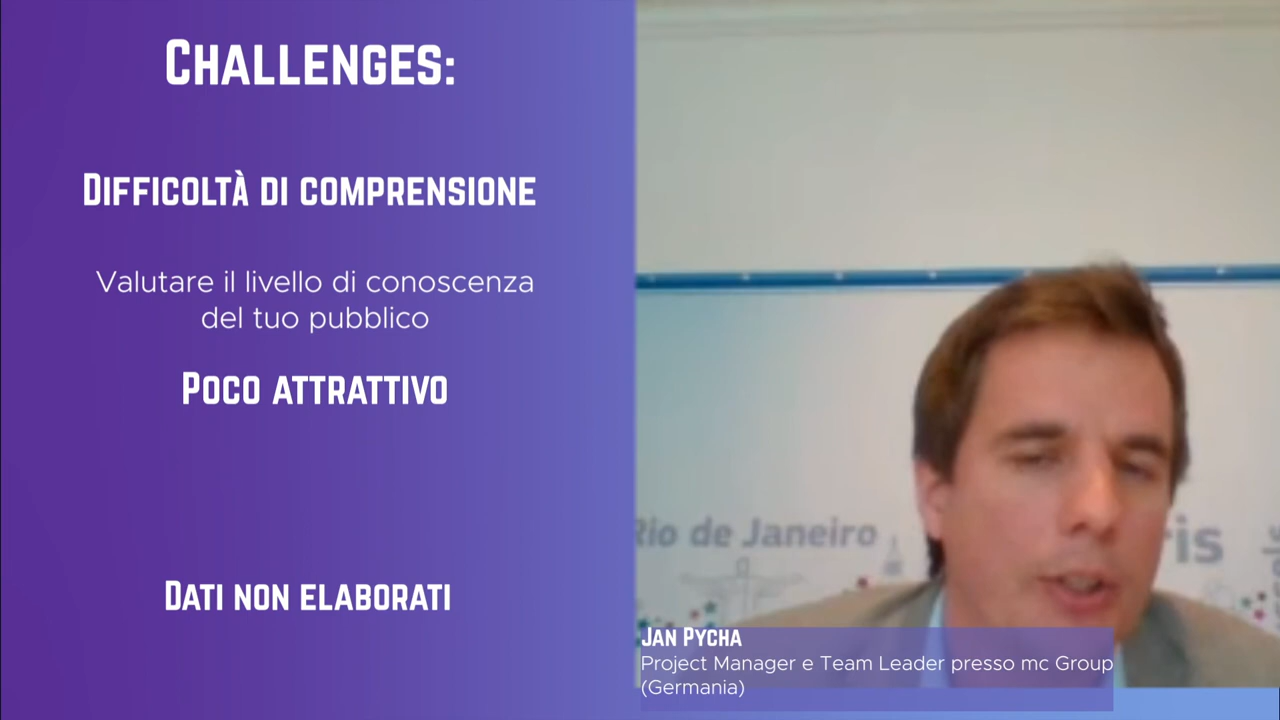 Challenges:
Difficoltà di comprensione
Valutare il livello di conoscenza
del tuo pubblico
Poco attrattivo
Dati non elaborati
Rio de Janeiro
Jan Pycha
Project Manager e Team Leader presso mc Group
(Germania)